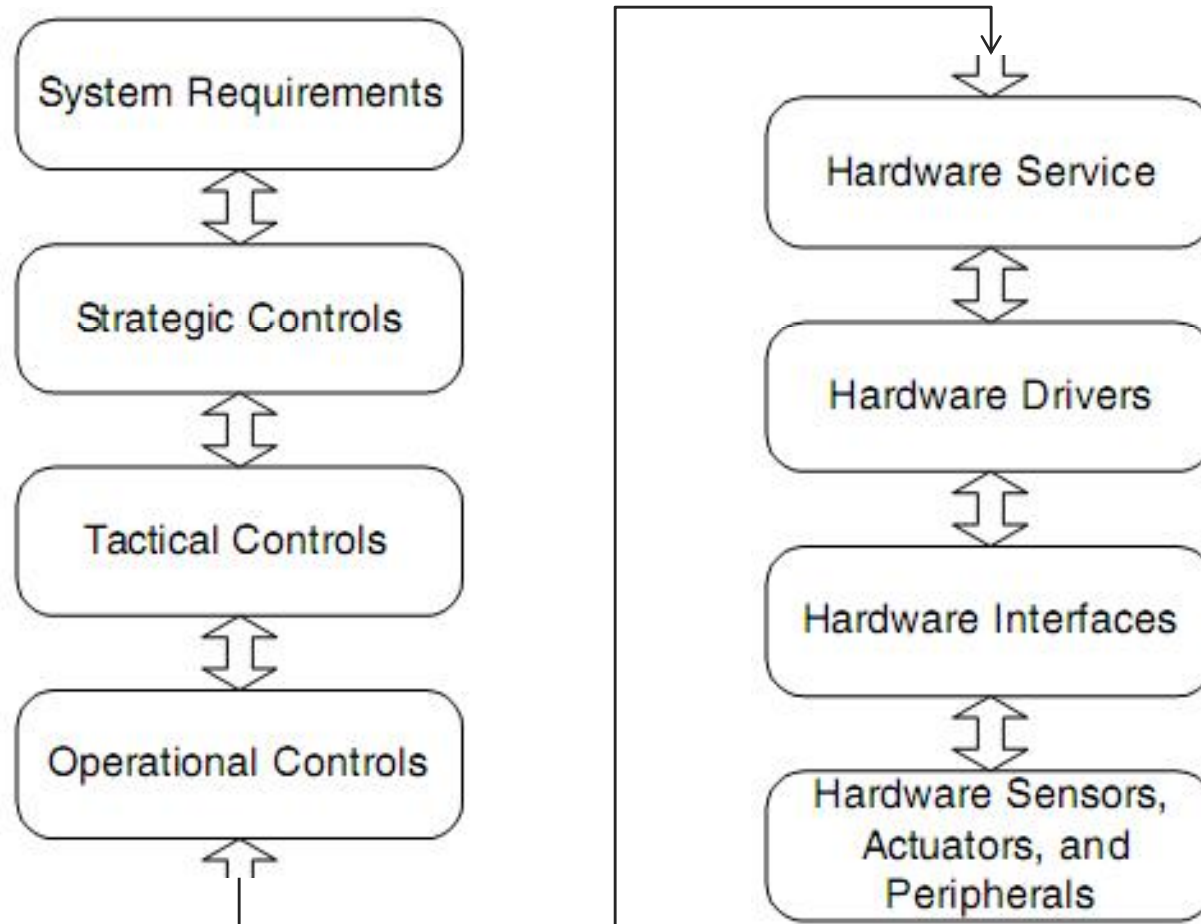 System Requirements
Strategic Controls
Tactical Controls
Operational Controls
Hardware Service
Hardware Drivers
Hardware Interfaces
Hardware Sensors,
Actuators, and
Peripherals